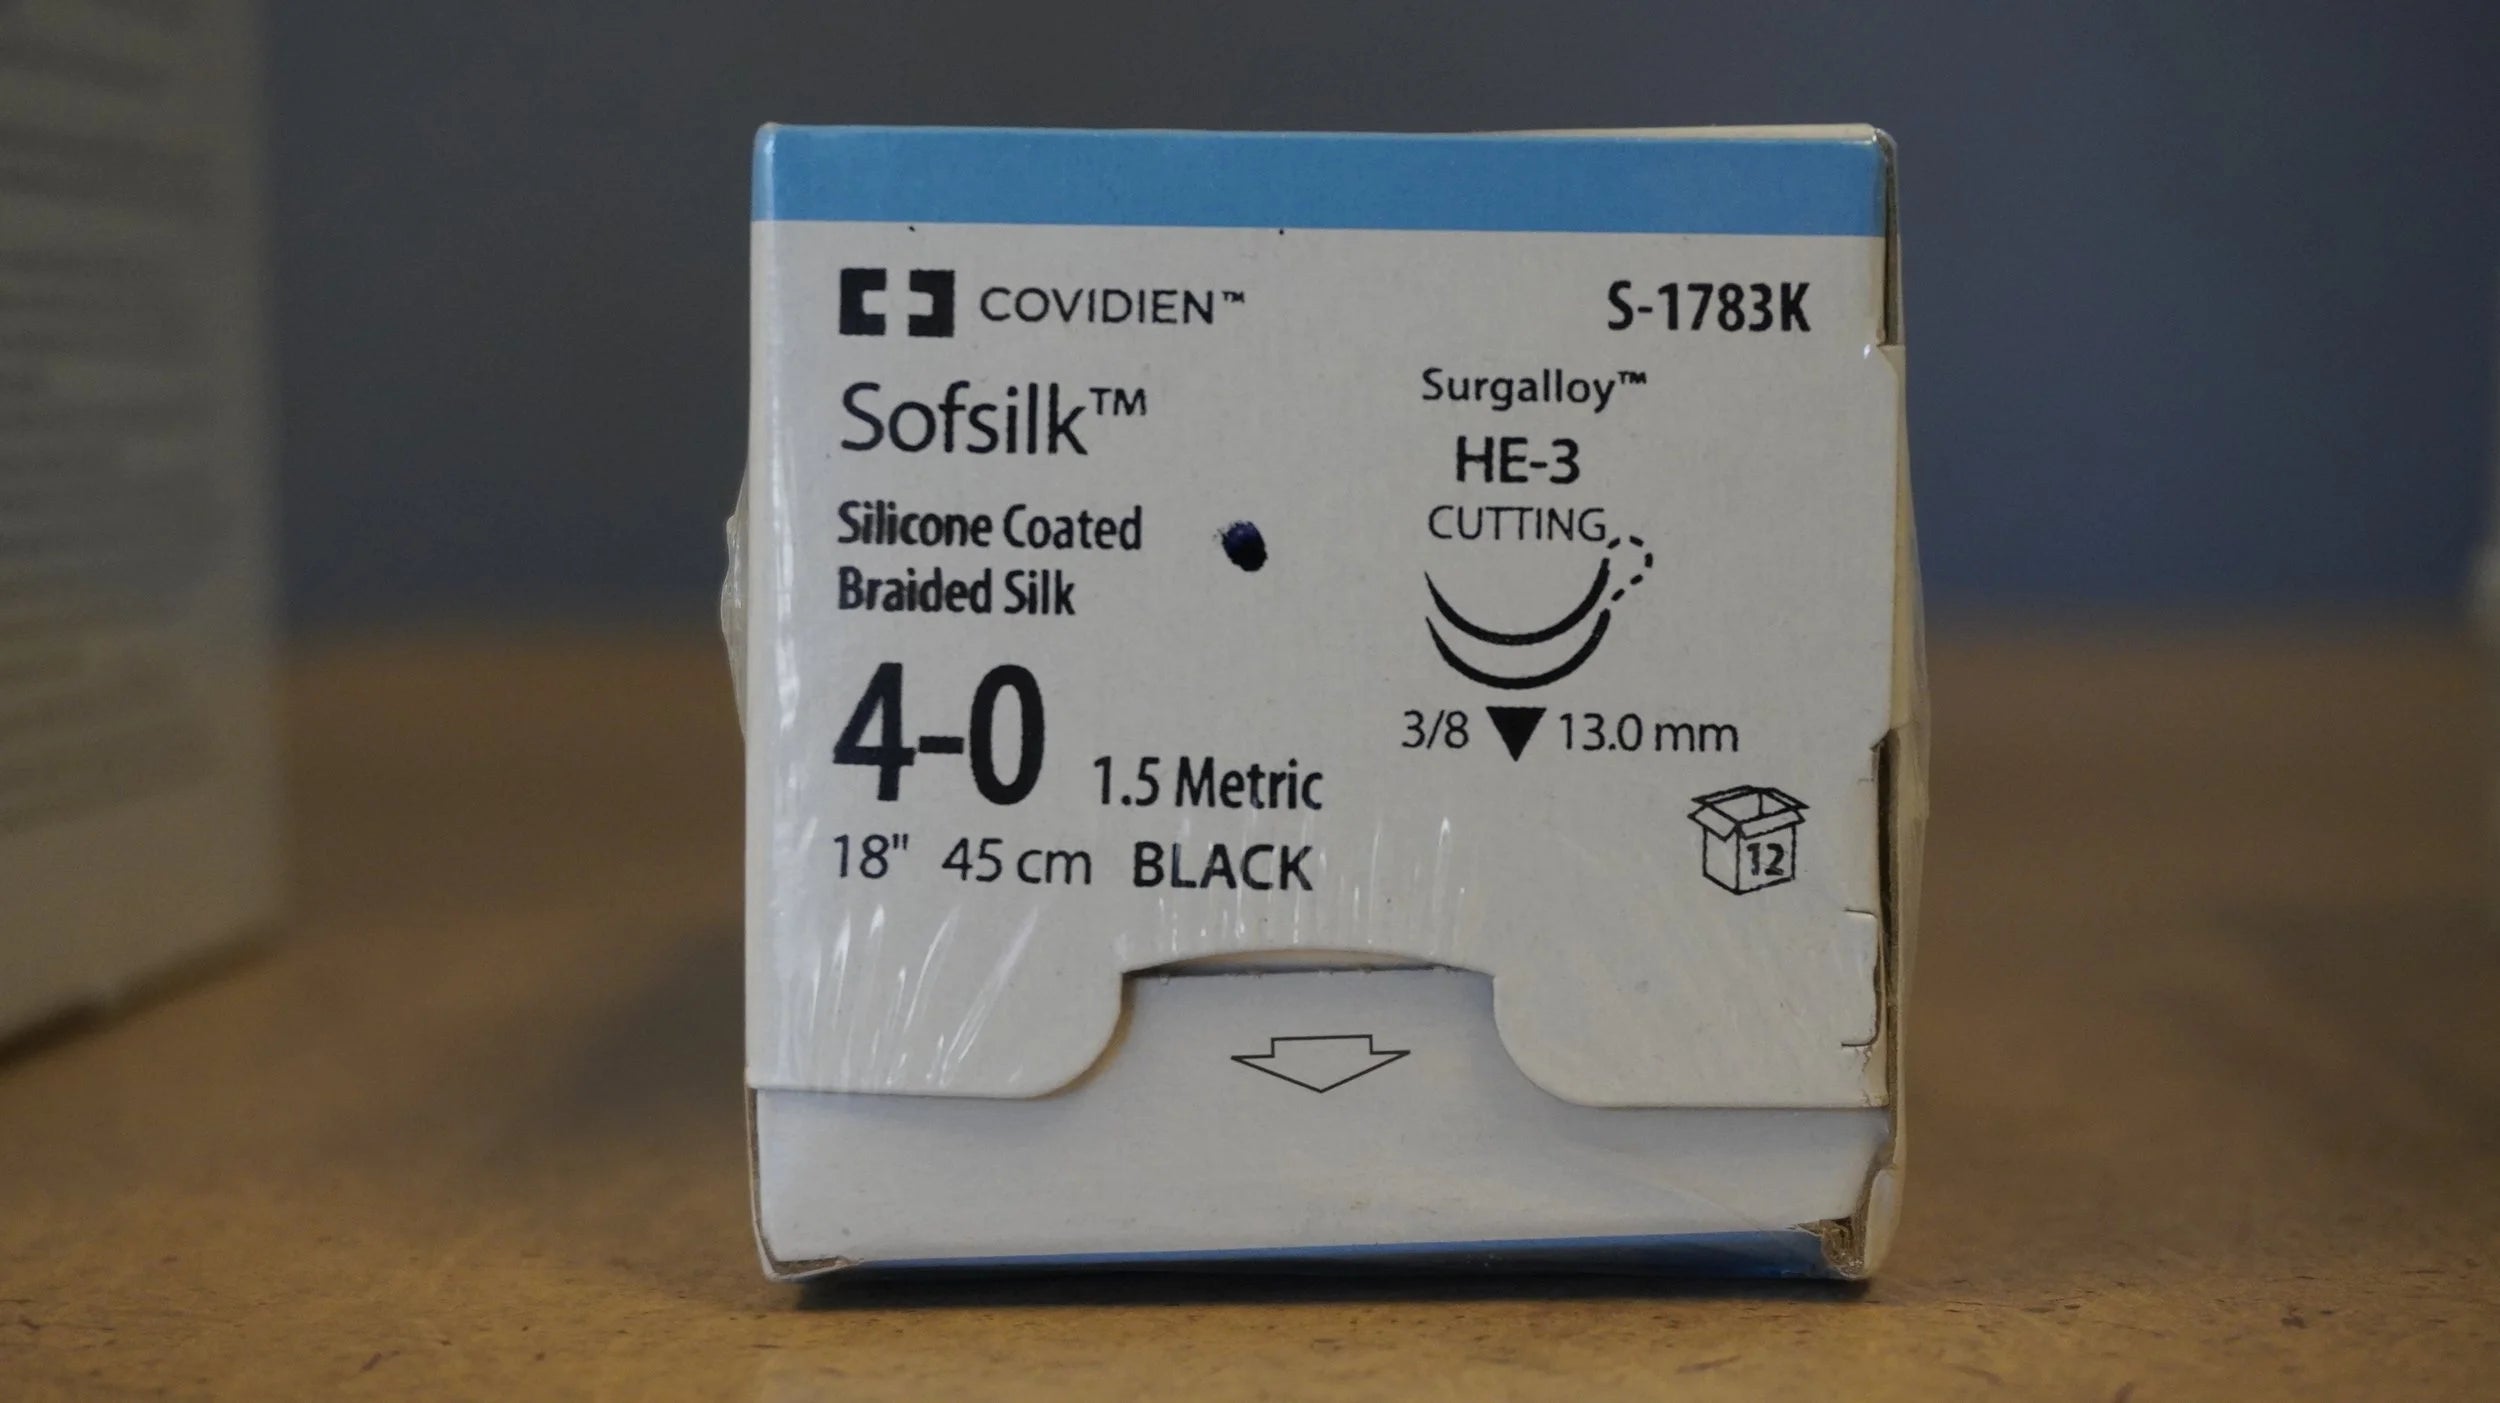 COVIDIEN™
S-1783K
Sofsilk™
Silicone Coated
Braided Silk
4-0 1.5 Metric
18" 45 cm BLACK
Surgalloy™
HE-3
CUTTING
3/8 ▼ 13.0 mm
12